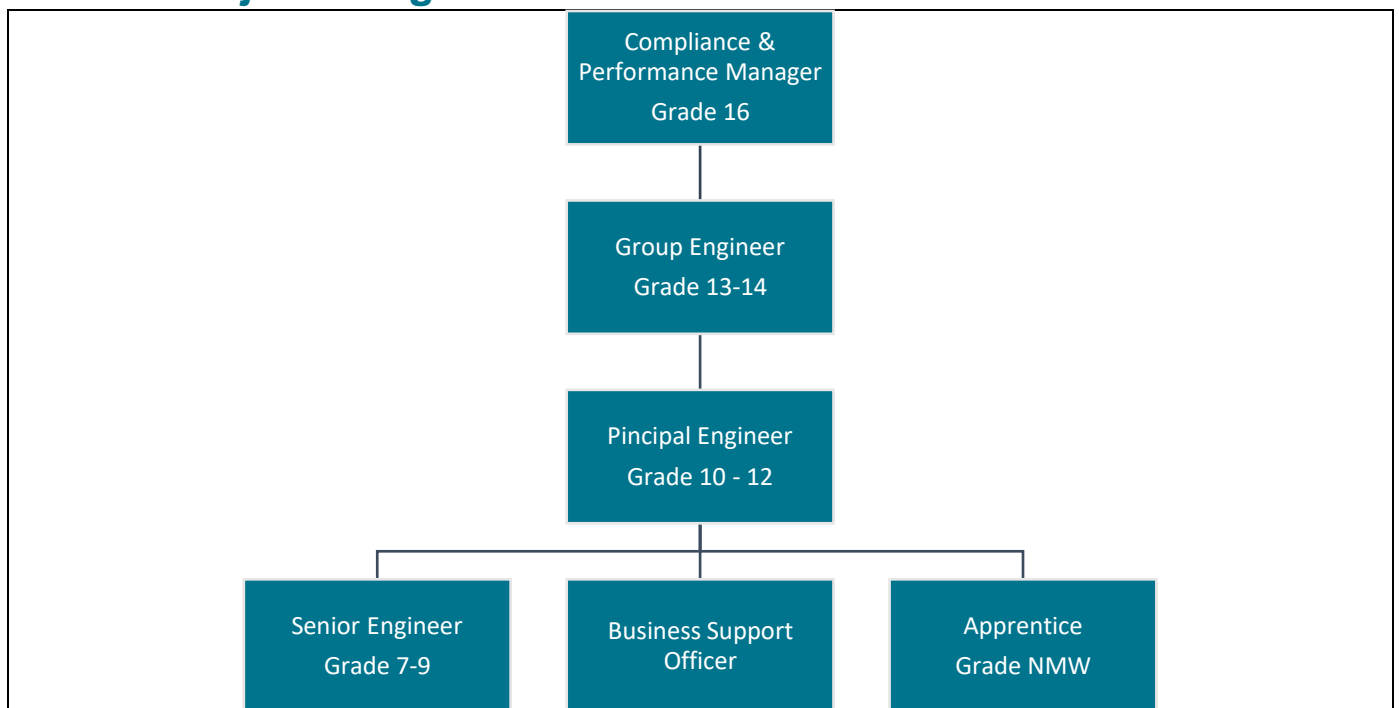 Compliance &
Performance Manager
Grade 16
Group Engineer
Grade 13-14
Pincipal Engineer
Grade 10 - 12
Senior Engineer
Grade 7-9
Business Support
Officer
Apprentice
Grade NMW